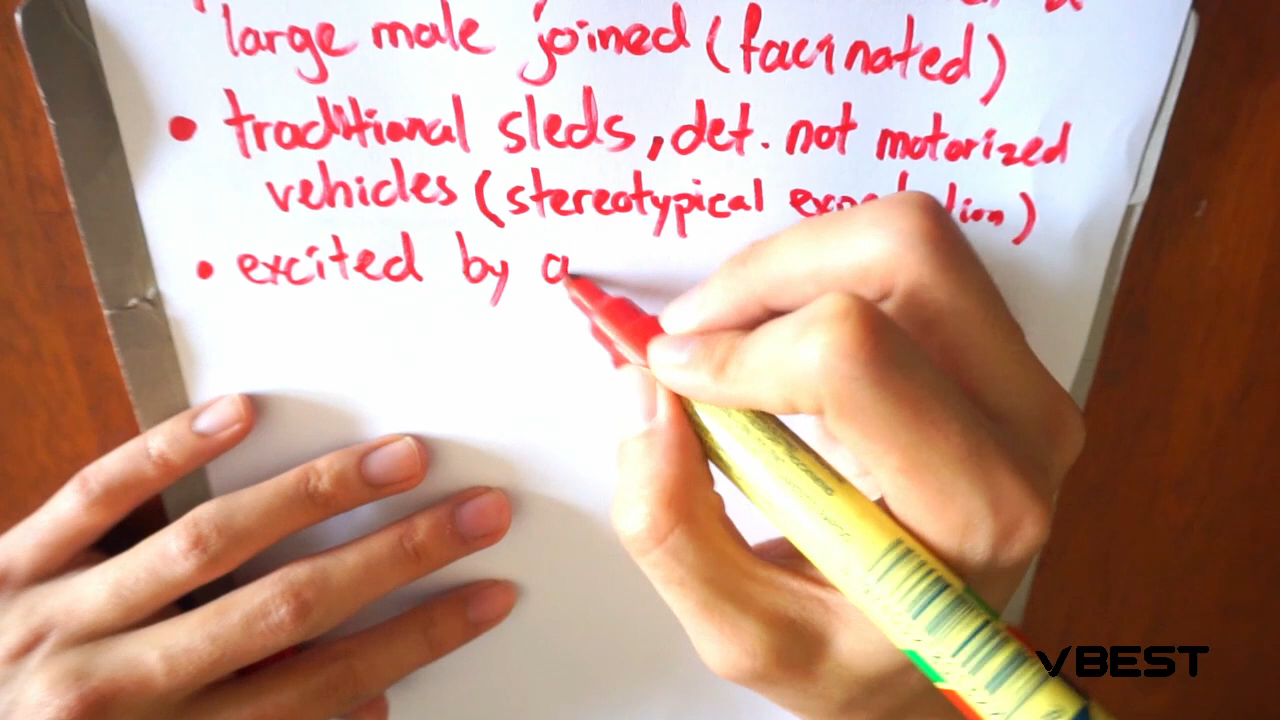 large male joined (facinated)
• traditional sleds, det. not motorized
vehicles (stereotypical
• excited by a
VBEST